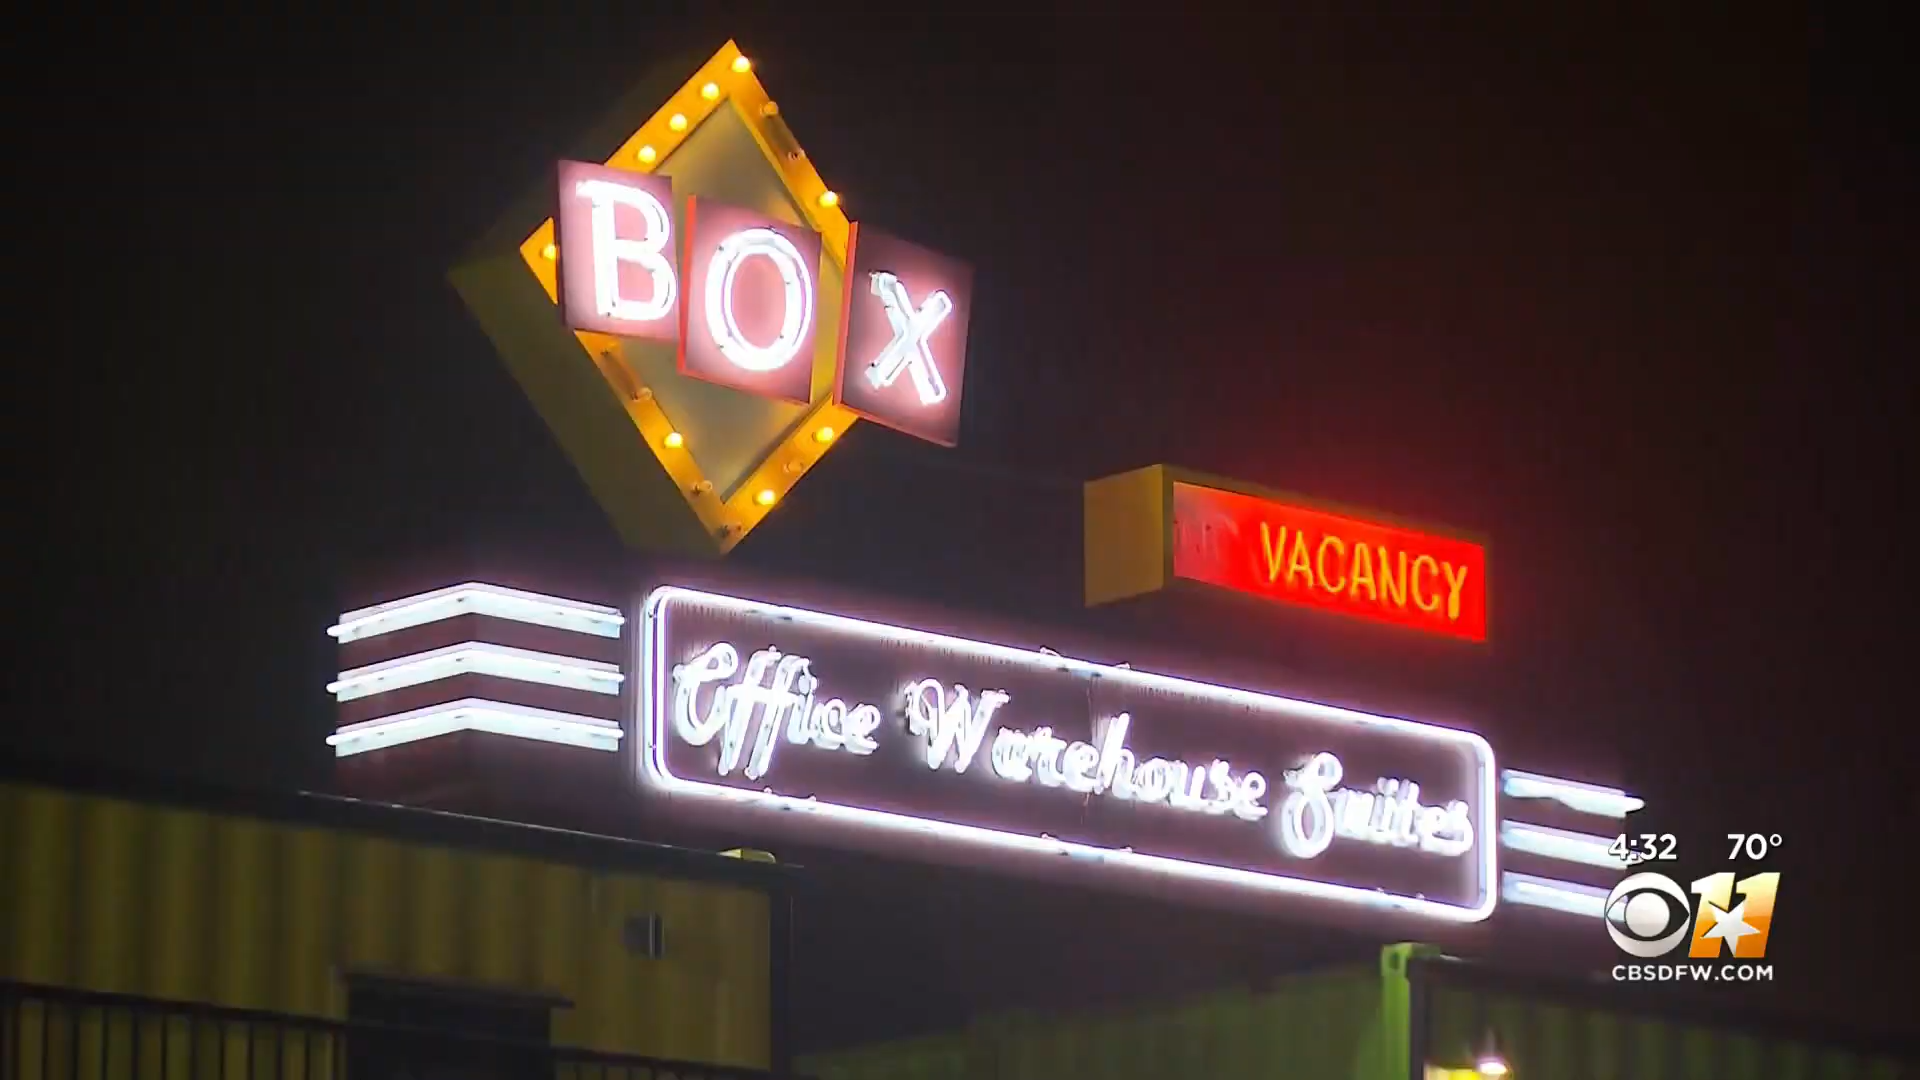 BOX
VACANCY
Office Warehouse Suites
4:32 70°
11
CBSDFW.COM